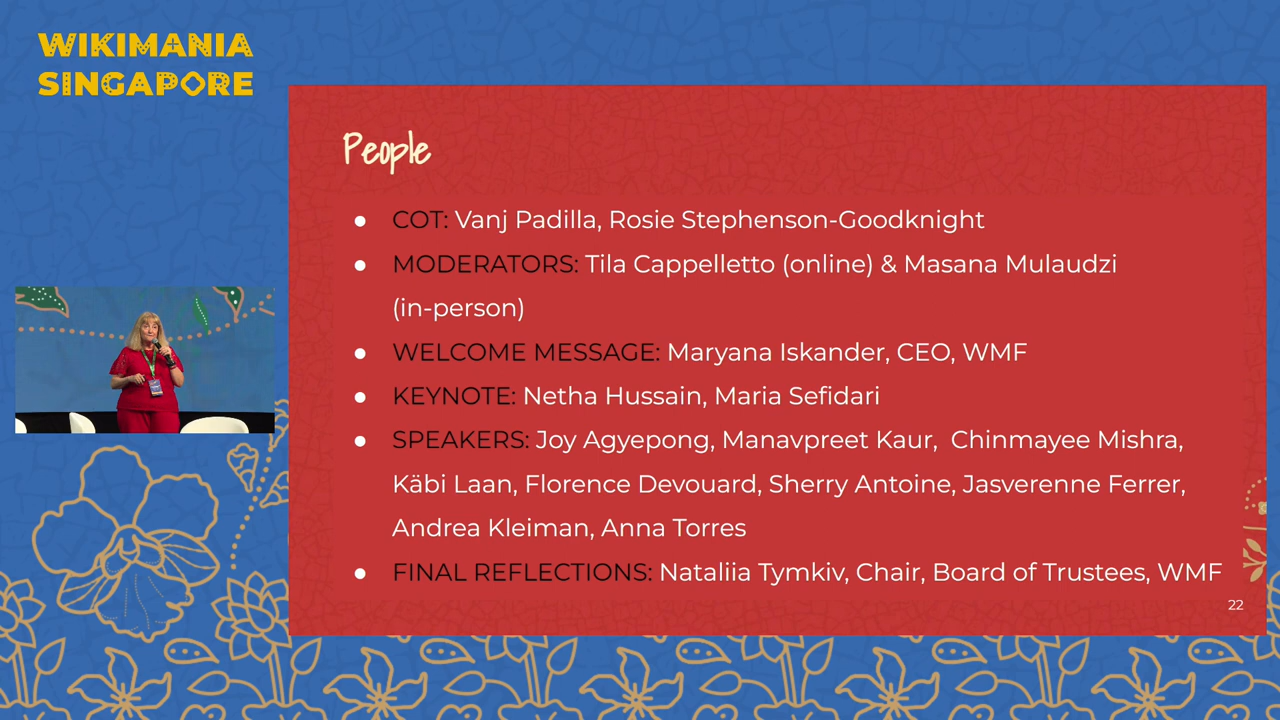 WIKIMANIA
SINGAPORE
People
● COT: Vanj Padilla, Rosie Stephenson-Goodknight
● MODERATORS: Tila Cappelletto (online) & Masana Mulaudzi
(in-person)
● WELCOME MESSAGE: Maryana Iskander, CEO, WMF
● KEYNOTE: Netha Hussain, Maria Sefidari
● SPEAKERS: Joy Agyepong, Manavpreet Kaur, Chinmayee Mishra,
Käbi Laan, Florence Devouard, Sherry Antoine, Jasverenne Ferrer,
Andrea Kleiman, Anna Torres
● FINAL REFLECTIONS: Nataliia Tymkiv, Chair, Board of Trustees, WMF
22